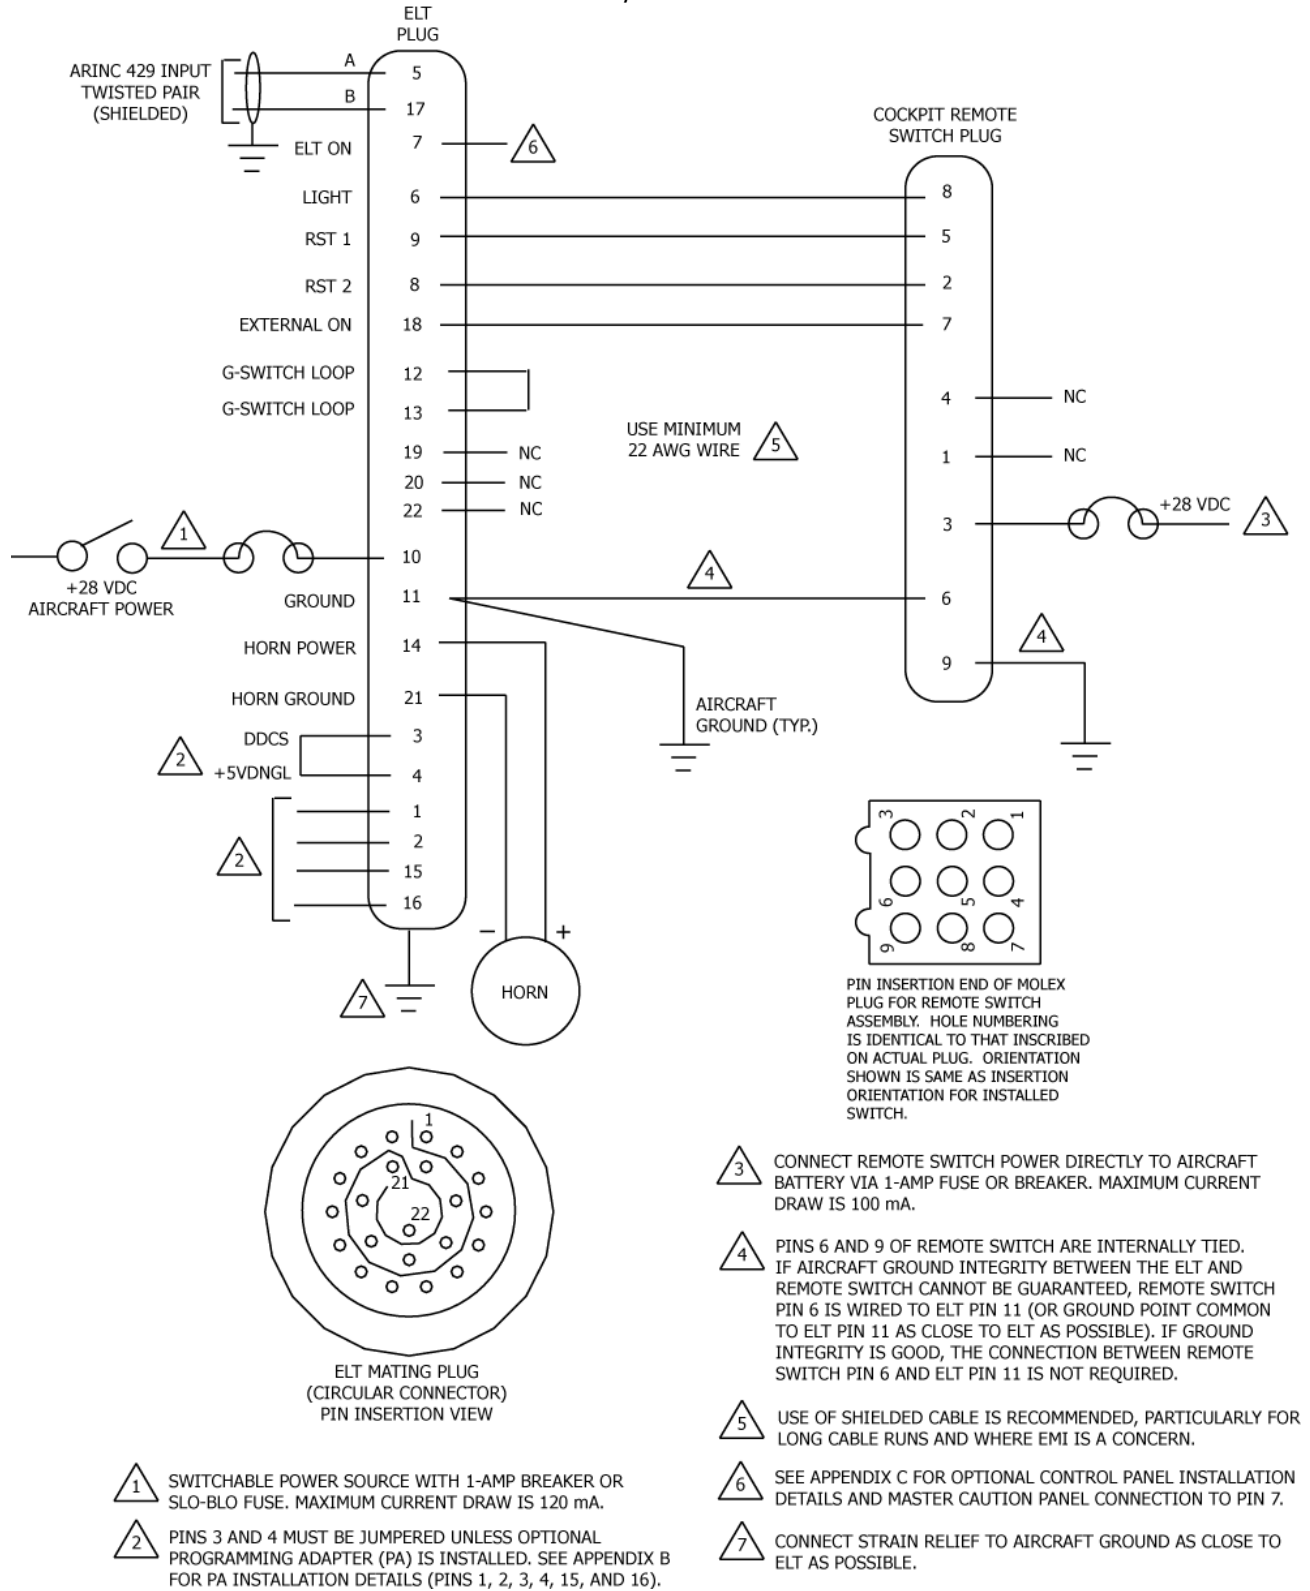 ELT
PLUG
ARINC 429 INPUT
TWISTED PAIR
(SHIELDED)
A
5
B
17
ELT ON
7
6
LIGHT
6
RST 1
9
RST 2
8
EXTERNAL ON
18
G-SWITCH LOOP
12
G-SWITCH LOOP
13
19
NC
20
NC
22
NC
1
10
+28 VDC
AIRCRAFT POWER
GROUND
11
HORN POWER
14
HORN GROUND
21
DDCS
3
2
+5VDNGL
4
1
2
2
15
16
7
−
+
HORN
USE MINIMUM
22 AWG WIRE
5
4
AIRCRAFT
GROUND (TYP.)
COCKPIT REMOTE
SWITCH PLUG
8
5
2
7
4
NC
1
NC
3
+28 VDC
3
6
4
9
3
2
1
6
5
4
9
8
7
PIN INSERTION END OF MOLEX
PLUG FOR REMOTE SWITCH
ASSEMBLY. HOLE NUMBERING
IS IDENTICAL TO THAT INSCRIBED
ON ACTUAL PLUG. ORIENTATION
SHOWN IS SAME AS INSERTION
ORIENTATION FOR INSTALLED
SWITCH.
1
21
22
ELT MATING PLUG
(CIRCULAR CONNECTOR)
PIN INSERTION VIEW
1
SWITCHABLE POWER SOURCE WITH 1-AMP BREAKER OR
SLO-BLO FUSE. MAXIMUM CURRENT DRAW IS 120 mA.
2
PINS 3 AND 4 MUST BE JUMPERED UNLESS OPTIONAL
PROGRAMMING ADAPTER (PA) IS INSTALLED. SEE APPENDIX B
FOR PA INSTALLATION DETAILS (PINS 1, 2, 3, 4, 15, AND 16).
3
CONNECT REMOTE SWITCH POWER DIRECTLY TO AIRCRAFT
BATTERY VIA 1-AMP FUSE OR BREAKER. MAXIMUM CURRENT
DRAW IS 100 mA.
4
PINS 6 AND 9 OF REMOTE SWITCH ARE INTERNALLY TIED.
IF AIRCRAFT GROUND INTEGRITY BETWEEN THE ELT AND
REMOTE SWITCH CANNOT BE GUARANTEED, REMOTE SWITCH
PIN 6 IS WIRED TO ELT PIN 11 (OR GROUND POINT COMMON
TO ELT PIN 11 AS CLOSE TO ELT AS POSSIBLE). IF GROUND
INTEGRITY IS GOOD, THE CONNECTION BETWEEN REMOTE
SWITCH PIN 6 AND ELT PIN 11 IS NOT REQUIRED.
5
USE OF SHIELDED CABLE IS RECOMMENDED, PARTICULARLY FOR
LONG CABLE RUNS AND WHERE EMI IS A CONCERN.
6
SEE APPENDIX C FOR OPTIONAL CONTROL PANEL INSTALLATION
DETAILS AND MASTER CAUTION PANEL CONNECTION TO PIN 7.
7
CONNECT STRAIN RELIEF TO AIRCRAFT GROUND AS CLOSE TO
ELT AS POSSIBLE.